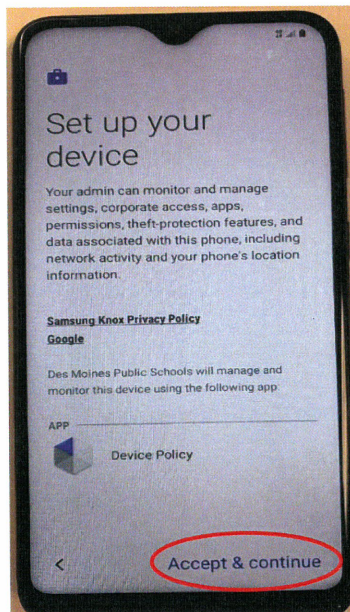 Set up your
device
Your admin can monitor and manage
settings, corporate access, apps,
permissions, theft-protection features, and
data associated with this phone, including
network activity and your phone's location
information.
Samsung Knox Privacy Policy
Google
Des Moines Public Schools will manage and
monitor this device using the following app:
APP
Device Policy
Accept & continue